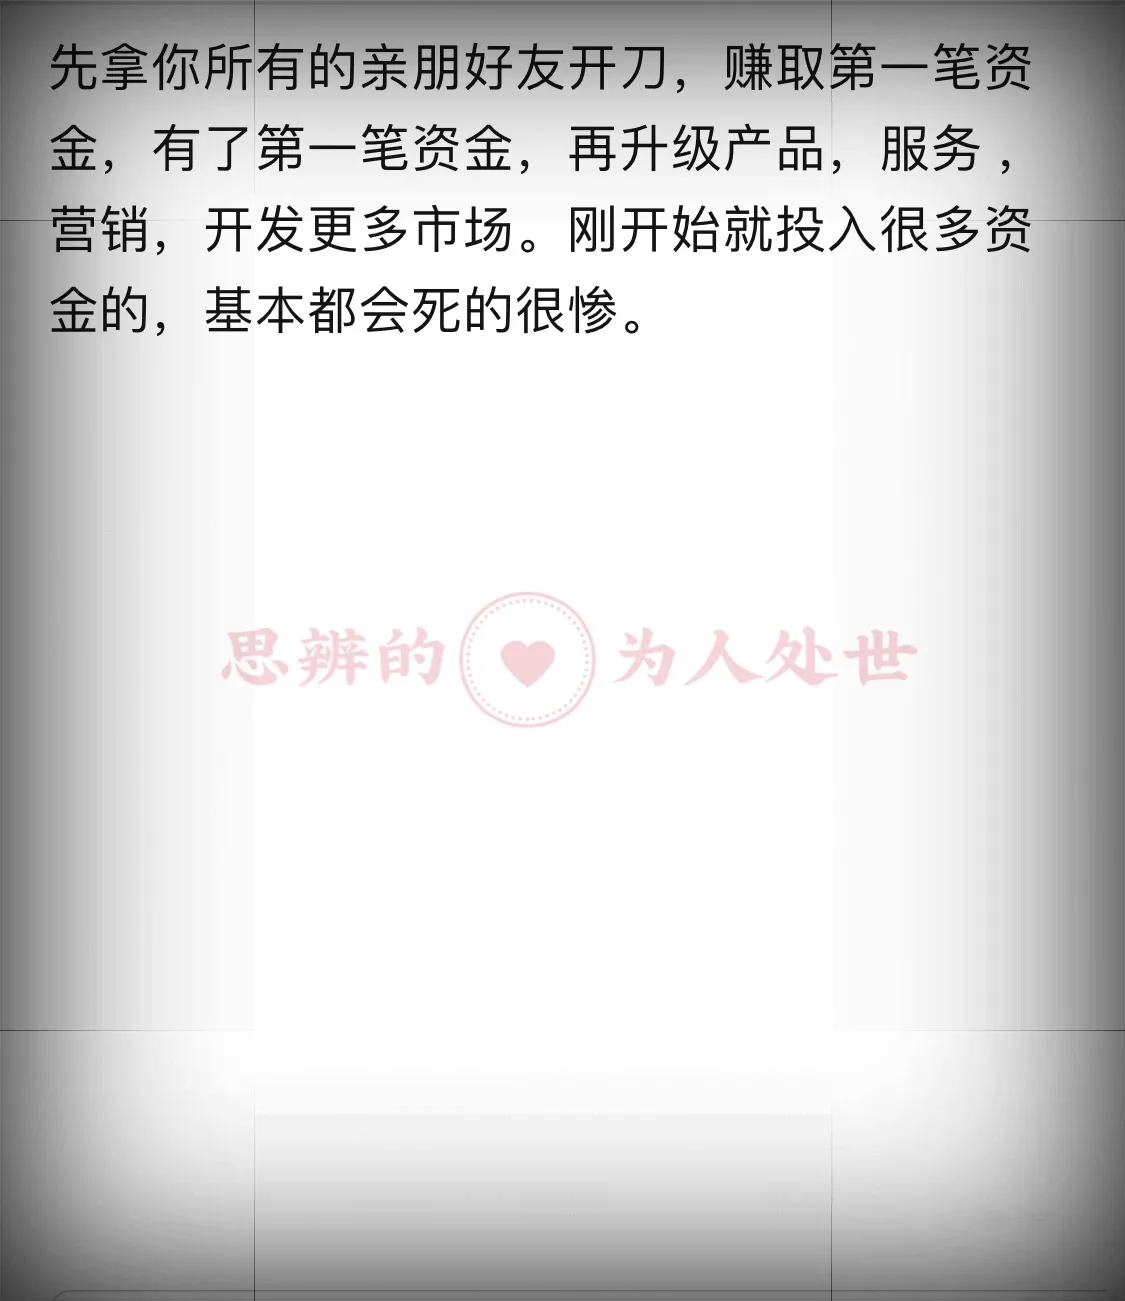 先拿你所有的亲朋好友开刀，赚取第一笔资
金，有了第一笔资金，再升级产品，服务 ，
营销，开发更多市场。刚开始就投入很多资
金的，基本都会死的很惨。
思辨的 为人处世